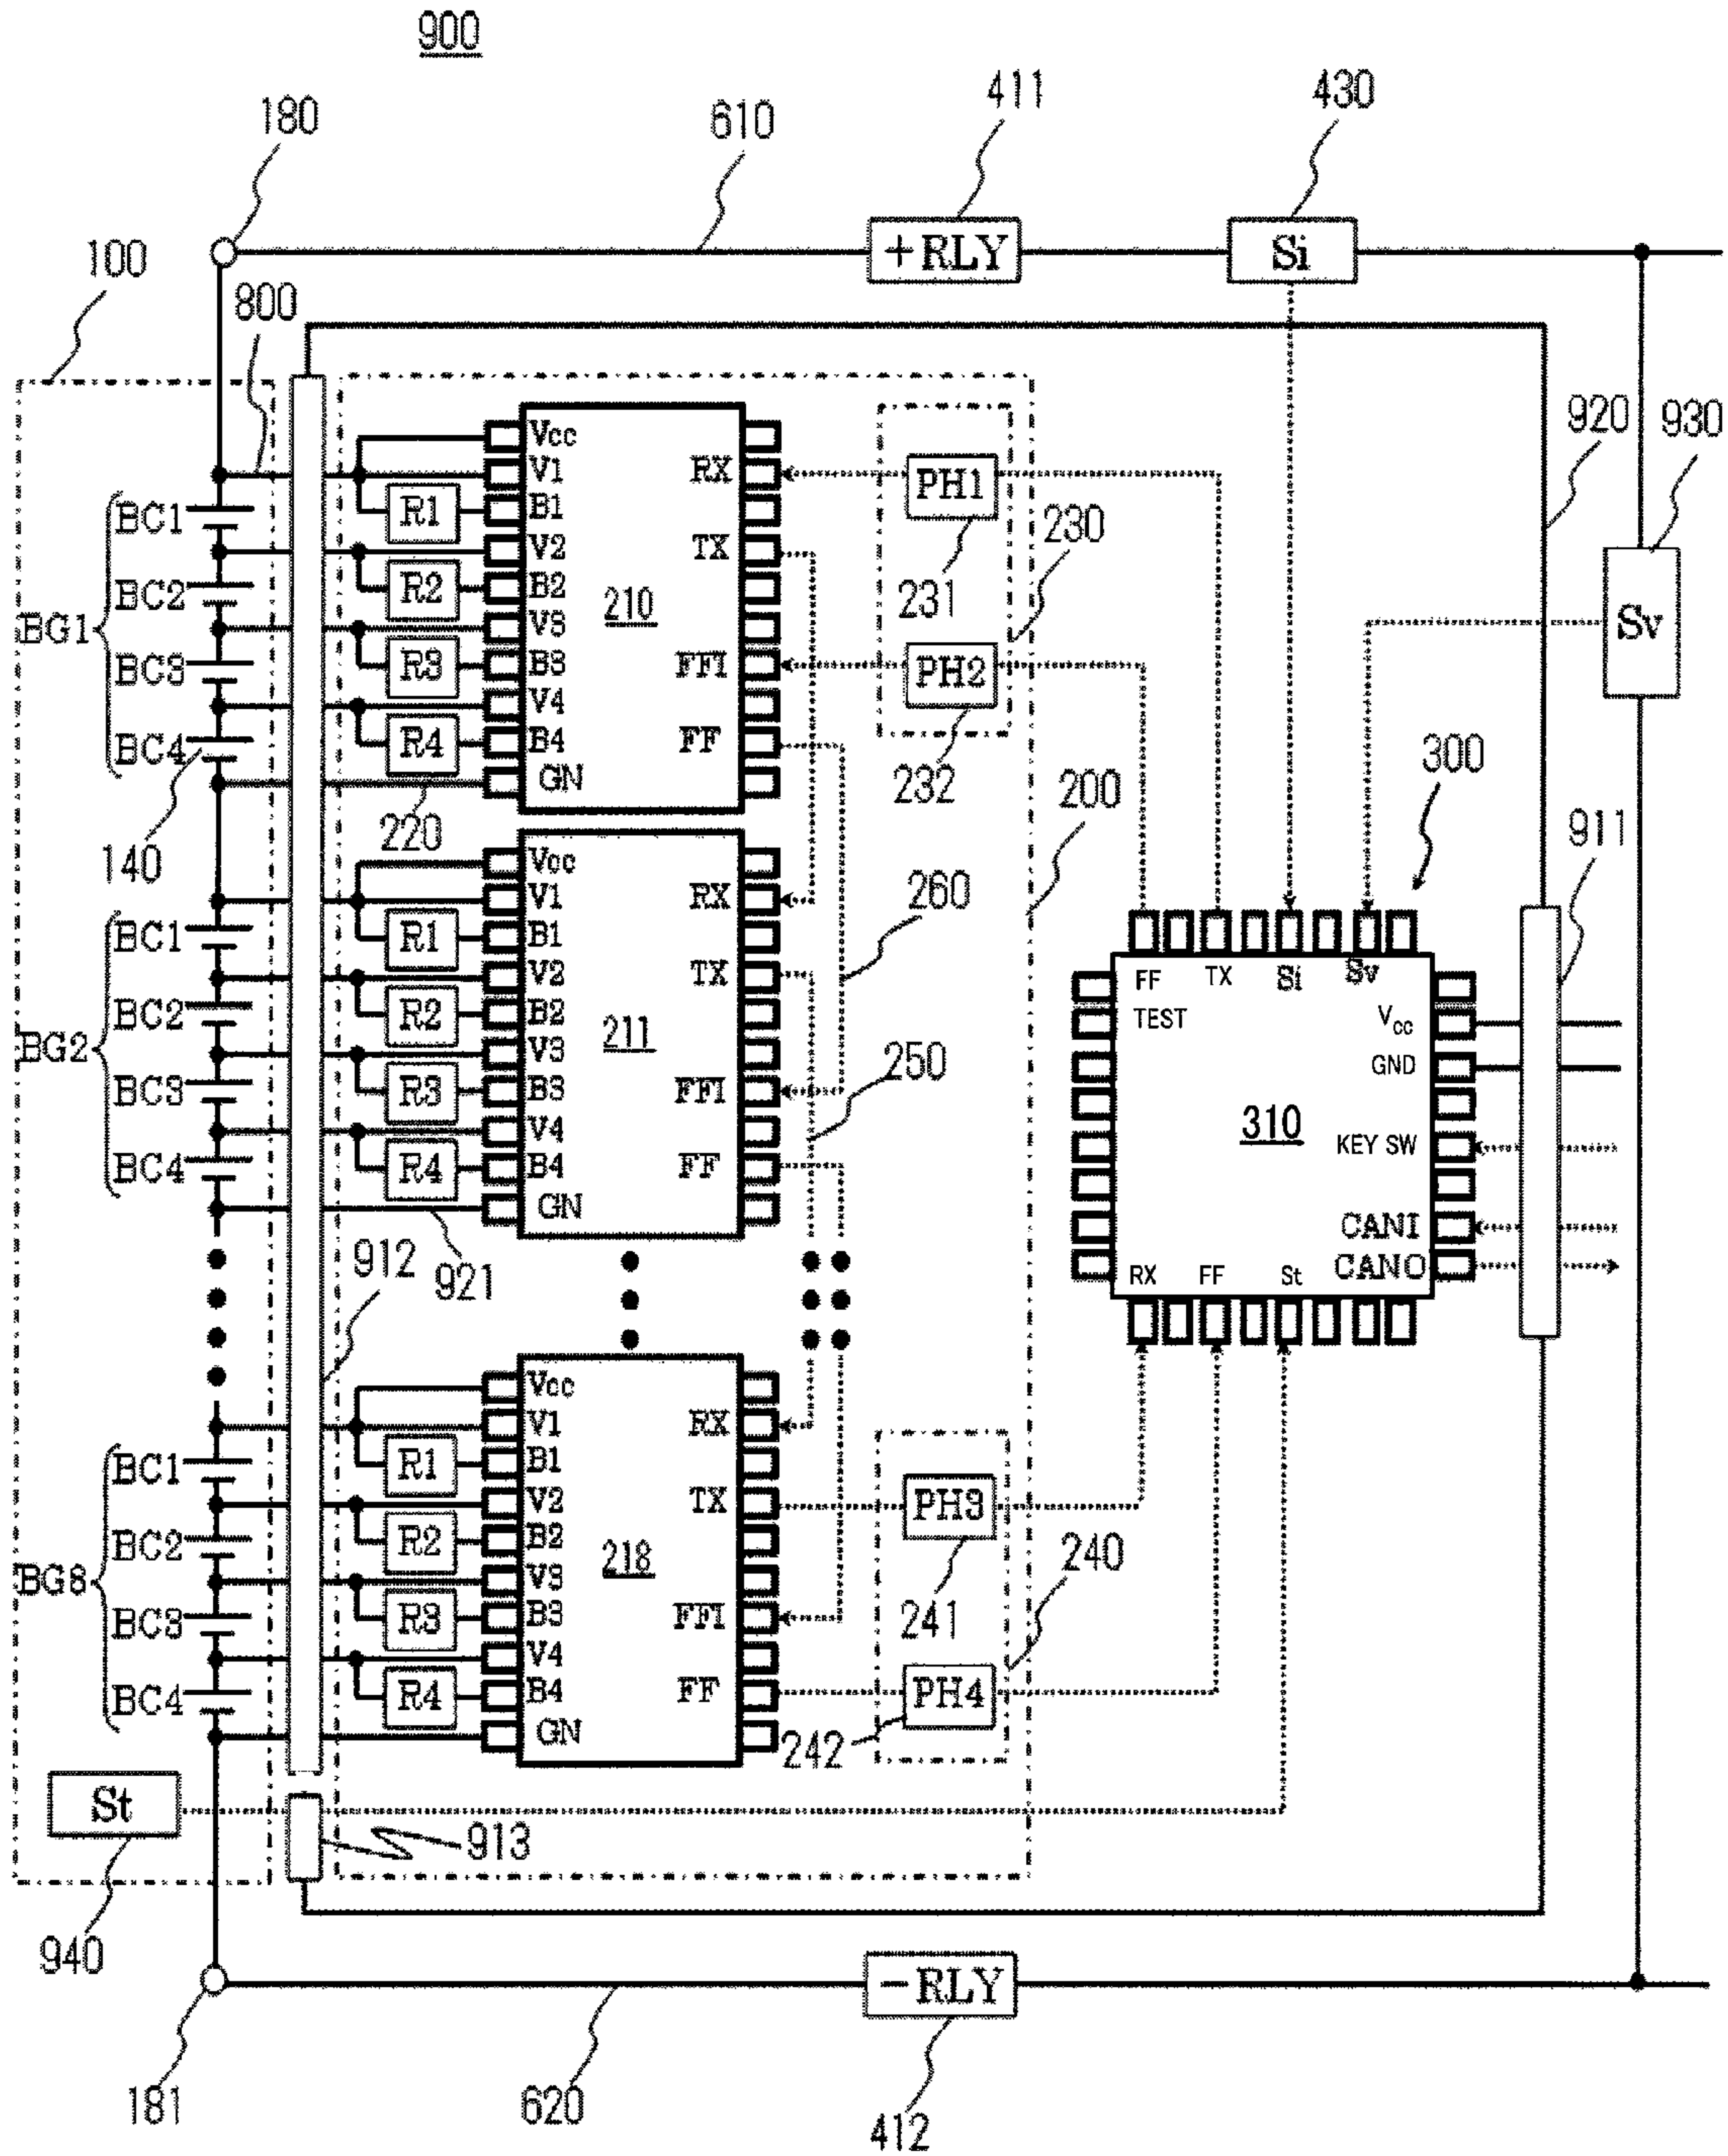 900
180
610
411
430
+RLY
Si
100
800
920
930
Vcc
V1
RX
PH1
BC1
R1
B1
230
V2
TX
231
BC2
R2
B2
210
BG1
V3
Sv
BC3
R3
B3
FFI
PH2
V4
BC4
R4
B4
FF
232
200
300
GN
140
220
911
Vcc
V1
RX
260
BC1
R1
B1
V2
TX
FF
TX
Si
Sv
BC2
R2
B2
211
TEST
Vcc
BG2
V3
250
GND
BC3
R3
B3
FFI
310
V4
KEY SW
BC4
R4
B4
FF
GN
CANI
912
921
RX
FF
St
CANO
Vcc
V1
RX
BC1
R1
B1
V2
TX
PH3
BC2
R2
B2
218
240
BG8
V3
BC3
R3
B3
FFI
241
V4
BC4
R4
B4
FF
PH4
GN
242
St
913
940
−RLY
181
620
412